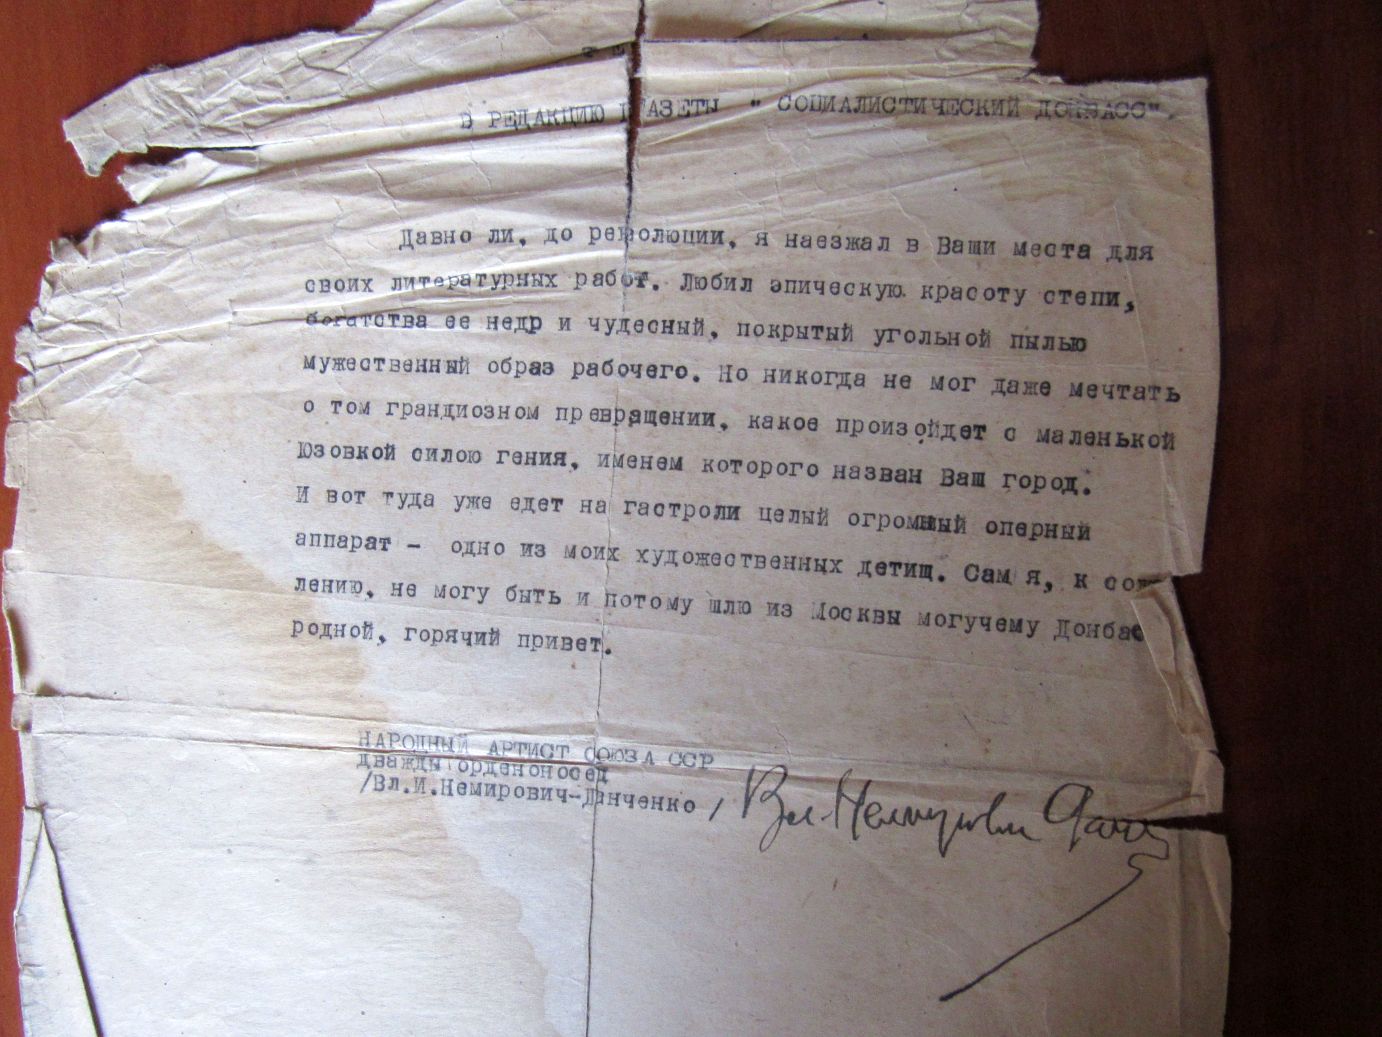 В РЕДАКЦИЮ ГАЗЕТЫ " СОЦИАЛИСТИЧЕСКИЙ ДОНБАСС".
Давно ли, до революции, я наезжал в Ваши места для
своих литературных работ. Любил эпическую красоту степи,
богатства ее недр и чудесный, покрытый угольной пылью
мужественный образ рабочего. Но никогда не мог даже мечтать
о том грандиозном превращении, какое произойдет с маленькой
Юзовкой силою гения, именем которого назван Ваш город.
И вот туда уже едет на гастроли целый огромный оперный
аппарат – одно из моих художественных детищ. Сам я, к сож
лению, не могу быть и потому шлю из Москвы могучему Донбас
родной, горячий привет.
НАРОДНЫЙ АРТИСТ СОЮЗА ССР
дважды орденоносец
/Вл.И.Немирович-Данченко/ Вл. Немирович Данч